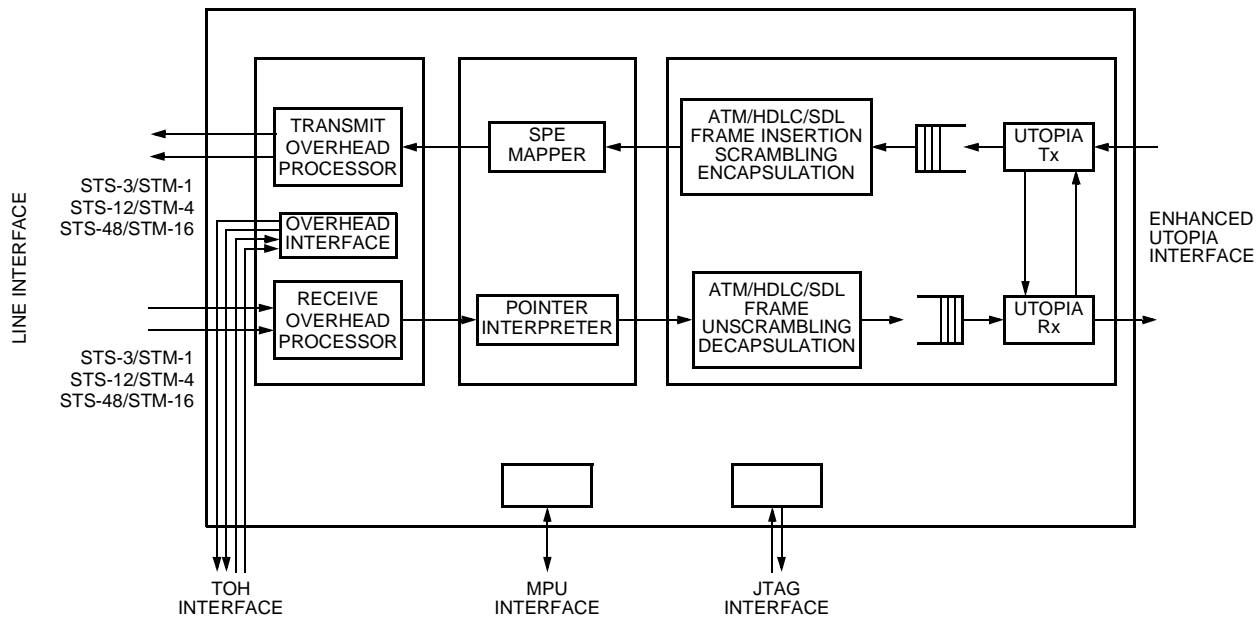 TRANSMIT
OVERHEAD
PROCESSOR
SPE
MAPPER
ATM/HDLC/SDL
FRAME INSERTION
SCRAMBLING
ENCAPSULATION
UTOPIA
Tx
STS-3/STM-1
STS-12/STM-4
STS-48/STM-16
OVERHEAD
INTERFACE
LINE INTERFACE
ENHANCED
UTOPIA
INTERFACE
RECEIVE
OVERHEAD
PROCESSOR
POINTER
INTERPRETER
ATM/HDLC/SDL
FRAME
UNSCRAMBLING
DECAPSULATION
UTOPIA
Rx
STS-3/STM-1
STS-12/STM-4
STS-48/STM-16
TOH
INTERFACE
MPU
INTERFACE
JTAG
INTERFACE